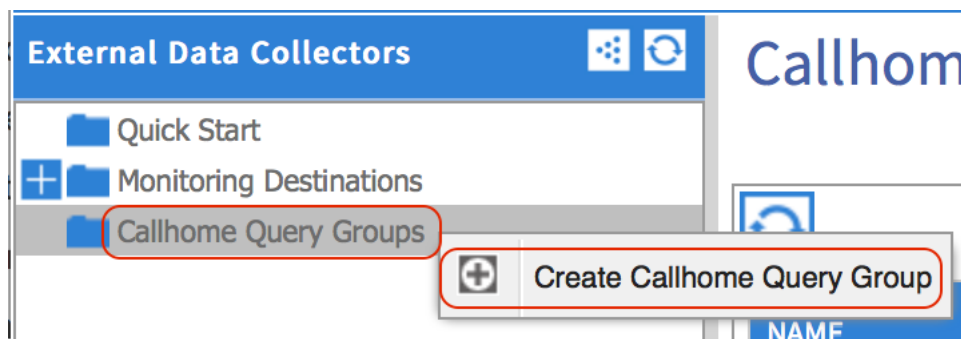 External Data Collectors
Callhom
Quick Start
Monitoring Destinations
Callhome Query Groups
Create Callhome Query Group
NAME